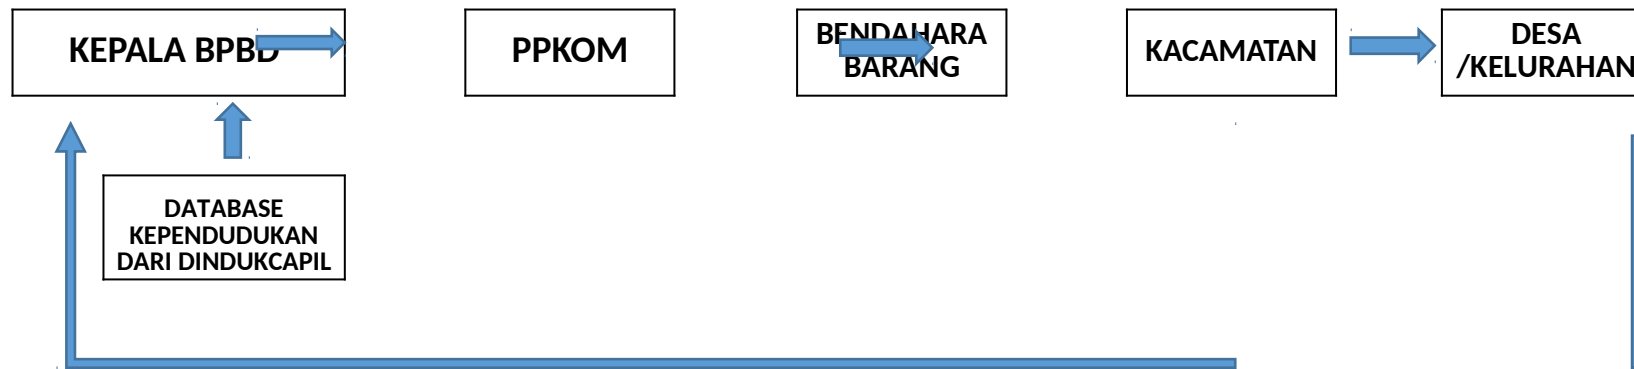 KEPALA BPBD
PPKOM
BENDAHARA
BARANG
KACAMATAN
DESA
/KELURAHAN
DATABASE
KEPENDUDUKAN
DARI DINDUKCAPIL